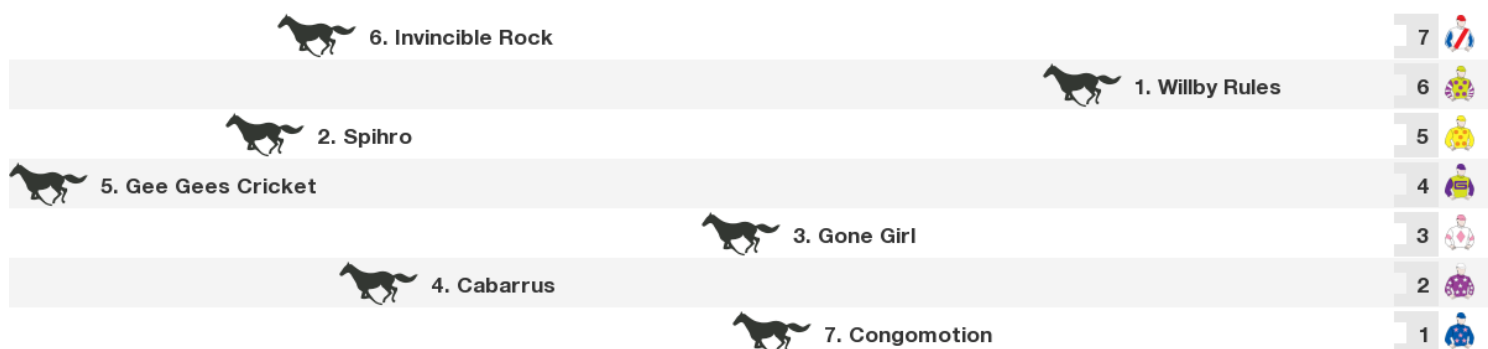 6. Invincible Rock 7
1. Willby Rules 6
2. Spihro 5
5. Gee Gees Cricket 4
3. Gone Girl 3
4. Cabarrus 2
7. Congomotion 1